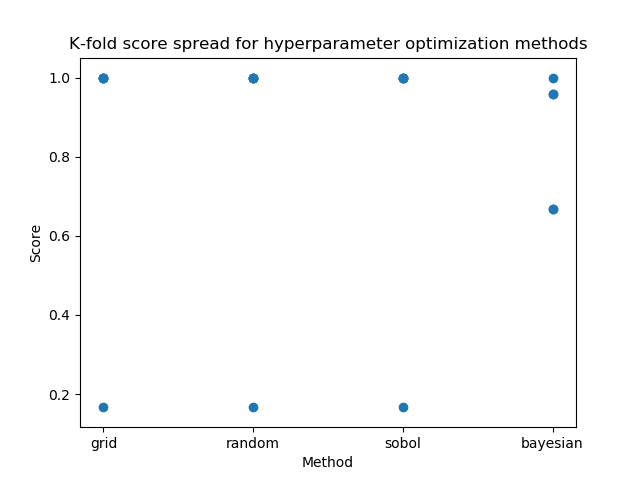 K-fold score spread for hyperparameter optimization methods
1.0
0.8
0.6
0.4
0.2
Score
grid random sobol bayesian
Method